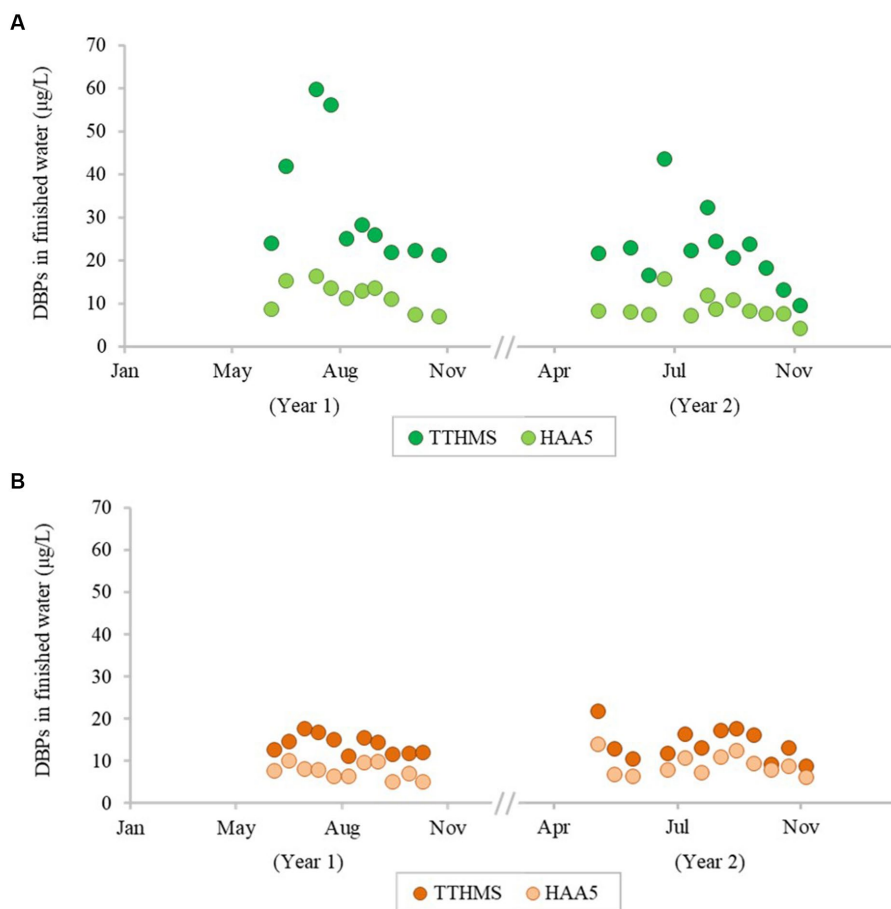 A
DBPs in finished water (µg/L)
70
60
50
40
30
20
10
0
Jan May Aug Nov Apr Jul Nov
(Year 1) (Year 2)
TTHMS HAA5
B
DBPs in finished water (µg/L)
70
60
50
40
30
20
10
0
Jan May Aug Nov Apr Jul Nov
(Year 1) (Year 2)
TTHMS HAA5